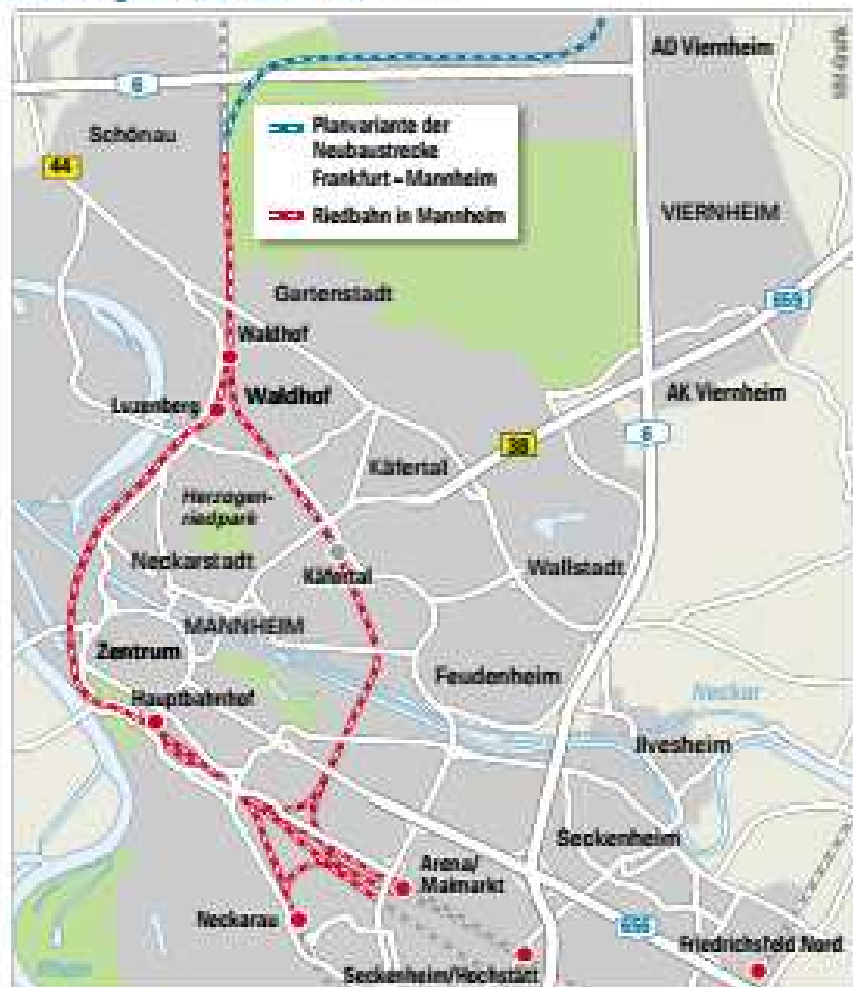 AD Viernheim
6
Schönau
44
Planvariante der
Neubaustrecke
Frankfurt – Mannheim
Riedbahn in Mannheim
VIERNHEIM
Gartenstadt
659
Waldhof
Waldhof
Luzenberg
AK Viernheim
6
38
Käfertal
Herzogen-
riedpark
Neckarstadt
Käfertal
Wallstadt
MANNHEIM
Zentrum
Feudenheim
Hauptbahnhof
Neckar
Ilvesheim
Seckenheim
Arena/
Maimarkt
Neckarau
656
Friedrichsfeld Nord
Seckenheim/Hochstätt
Rhein